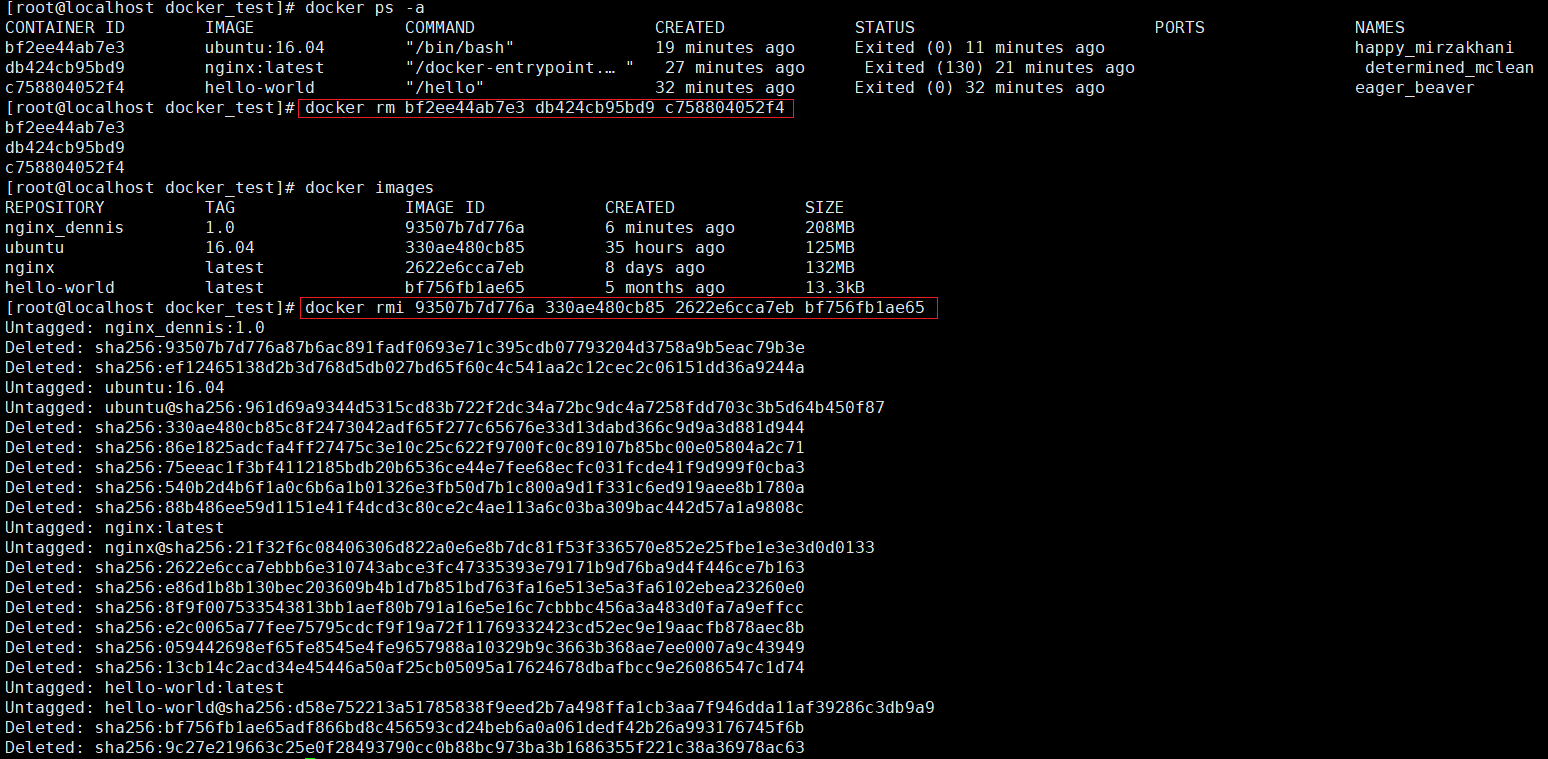 [root@localhost docker_test]# docker ps -a
CONTAINER ID        IMAGE               COMMAND                  CREATED             STATUS                        PORTS               NAMES
bf2ee44ab7e3        ubuntu:16.04        "/bin/bash"              19 minutes ago      Exited (0) 11 minutes ago                         happy_mirzakhani
db424cb95bd9        nginx:latest        "/docker-entrypoint.… "   27 minutes ago      Exited (130) 21 minutes ago                       determined_mclean
c758804052f4        hello-world         "/hello"                 32 minutes ago      Exited (0) 32 minutes ago                         eager_beaver
[root@localhost docker_test]# docker rm bf2ee44ab7e3 db424cb95bd9 c758804052f4
bf2ee44ab7e3
db424cb95bd9
c758804052f4
[root@localhost docker_test]# docker images
REPOSITORY          TAG                 IMAGE ID            CREATED             SIZE
nginx_dennis        1.0                 93507b7d776a        6 minutes ago       208MB
ubuntu              16.04               330ae480cb85        35 hours ago        125MB
nginx               latest              2622e6cca7eb        8 days ago          132MB
hello-world         latest              bf756fb1ae65        5 months ago        13.3kB
[root@localhost docker_test]# docker rmi 93507b7d776a 330ae480cb85 2622e6cca7eb bf756fb1ae65
Untagged: nginx_dennis:1.0
Deleted: sha256:93507b7d776a87b6ac891fadf0693e71c395cdb07793204d3758a9b5eac79b3e
Deleted: sha256:ef12465138d2b3d768d5db027bd65f60c4c541aa2c12cec2c06151dd36a9244a
Untagged: ubuntu:16.04
Untagged: ubuntu@sha256:961d69a9344d5315cd83b722f2dc34a72bc9dc4a7258fdd703c3b5d64b450f87
Deleted: sha256:330ae480cb85c8f2473042adf65f277c65676e33d13dabd366c9d9a3d881d944
Deleted: sha256:86e1825adcfa4ff27475c3e10c25c622f9700fc0c89107b85bc00e05804a2c71
Deleted: sha256:75eeac1f3bf4112185bdb20b6536ce44e7fee68ecfc031fcde41f9d999f0cba3
Deleted: sha256:540b2d4b6f1a0c6b6a1b01326e3fb50d7b1c800a9d1f331c6ed919aee8b1780a
Deleted: sha256:88b486ee59d1151e41f4dcd3c80ce2c4ae113a6c03ba309bac442d57a1a9808c
Untagged: nginx:latest
Untagged: nginx@sha256:21f32f6c08406306d822a0e6e8b7dc81f53f336570e852e25fbe1e3e3d0d0133
Deleted: sha256:2622e6cca7ebbb6e310743abce3fc47335393e79171b9d76ba9d4f446ce7b163
Deleted: sha256:e86d1b8b130bec203609b4b1d7b851bd763fa16e513e5a3fa6102ebea23260e0
Deleted: sha256:8f9f007533543813bb1aef80b791a16e5e16c7cbbbc456a3a483d0fa7a9effcc
Deleted: sha256:e2c0065a77fee75795cdcf9f19a72f11769332423cd52ec9e19aacfb878aec8b
Deleted: sha256:059442698ef65fe8545e4fe9657988a10329b9c3663b368ae7ee0007a9c43949
Deleted: sha256:13cb14c2acd34e45446a50af25cb05095a17624678dbafbcc9e26086547c1d74
Untagged: hello-world:latest
Untagged: hello-world@sha256:d58e752213a51785838f9eed2b7a498ffa1cb3aa7f946dda11af39286c3db9a9
Deleted: sha256:bf756fb1ae65adf866bd8c456593cd24beb6a0a061dedf42b26a993176745f6b
Deleted: sha256:9c27e219663c25e0f28493790cc0b88bc973ba3b1686355f221c38a36978ac63